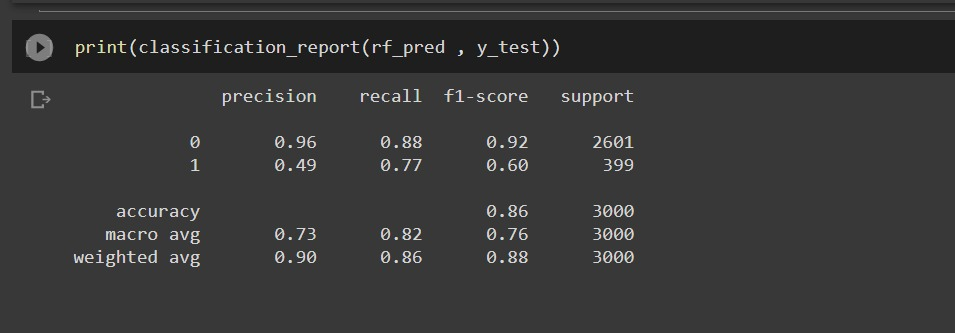 print(classification_report(rf_pred , y_test))
precision recall f1-score support
0 0.96 0.88 0.92 2601
1 0.49 0.77 0.60 399
accuracy 0.86 3000
macro avg 0.73 0.82 0.76 3000
weighted avg 0.90 0.86 0.88 3000